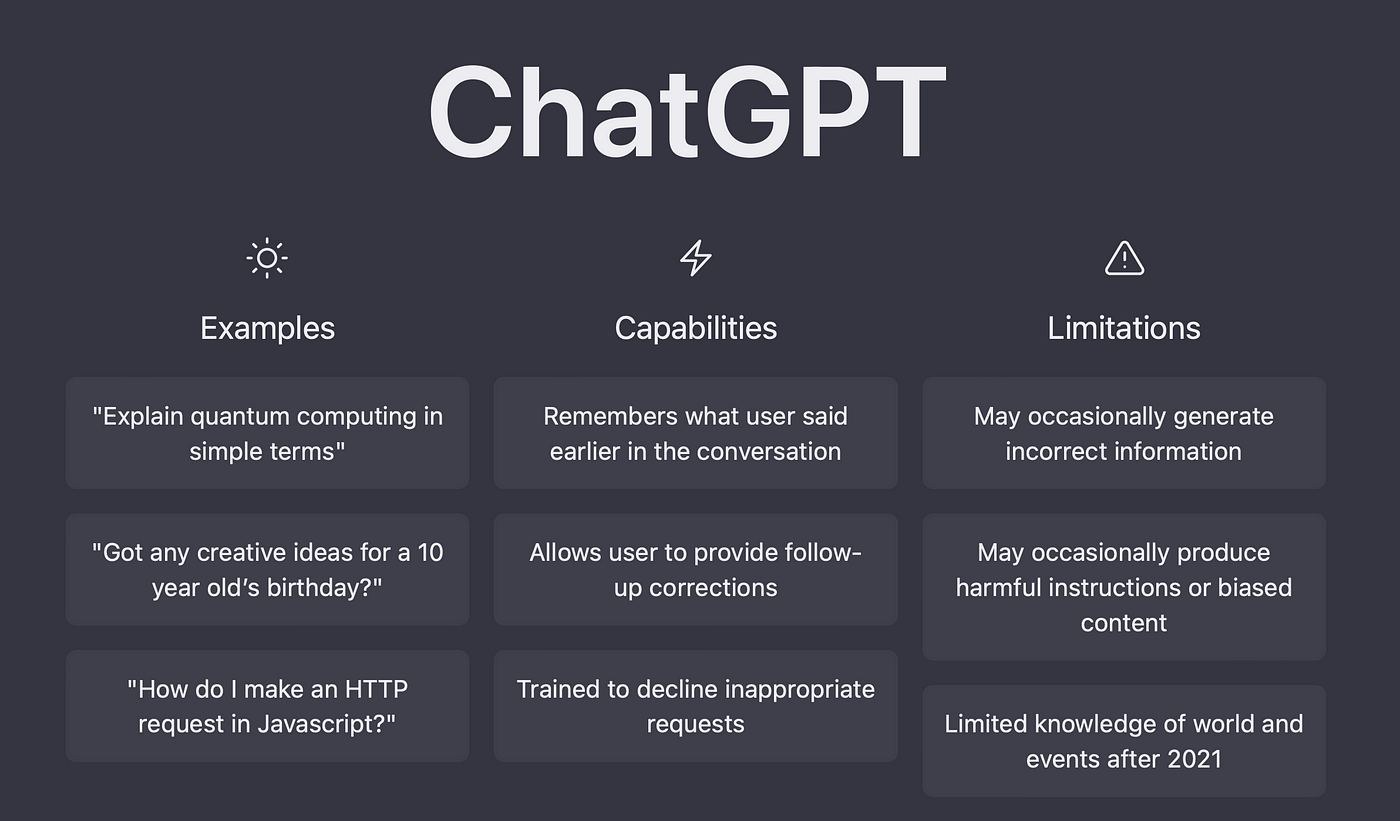 ChatGPT
Examples
"Explain quantum computing in
simple terms"
"Got any creative ideas for a 10
year old’s birthday?"
"How do I make an HTTP
request in Javascript?"
Capabilities
Remembers what user said
earlier in the conversation
Allows user to provide follow-
up corrections
Trained to decline inappropriate
requests
Limitations
May occasionally generate
incorrect information
May occasionally produce
harmful instructions or biased
content
Limited knowledge of world and
events after 2021